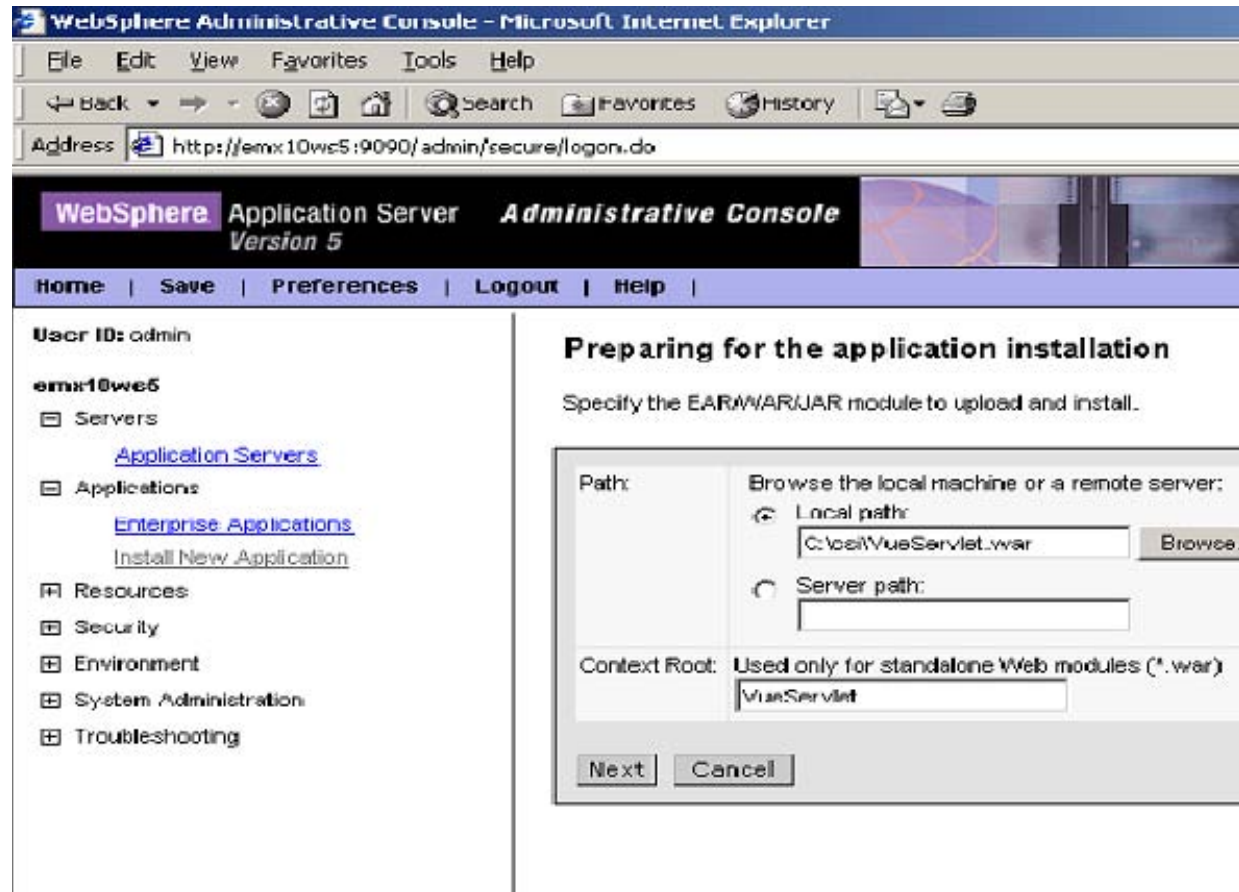 WebSphere Administrative Console - Microsoft Internet Explorer
File Edit View Favorites Tools Help
Back Search Favorites History
Address http://emx10ws5:9090/admin/secure/logon.do
WebSphere Application Server Administrative Console
Version 5
Home | Save | Preferences | Logout | Help |
User ID: admin
emx10ws5
Servers
Application Servers
Applications
Enterprise Applications
Install New Application
Resources
Security
Environment
System Administration
Troubleshooting
Preparing for the application installation
Specify the EAR/WAR/JAR module to upload and install.
Path: Browse the local machine or a remote server:
Local path:
C:\csi\VueServlet.war Browse.
Server path:
Context Root: Used only for standalone Web modules (*.war)
VueServlet
Next Cancel